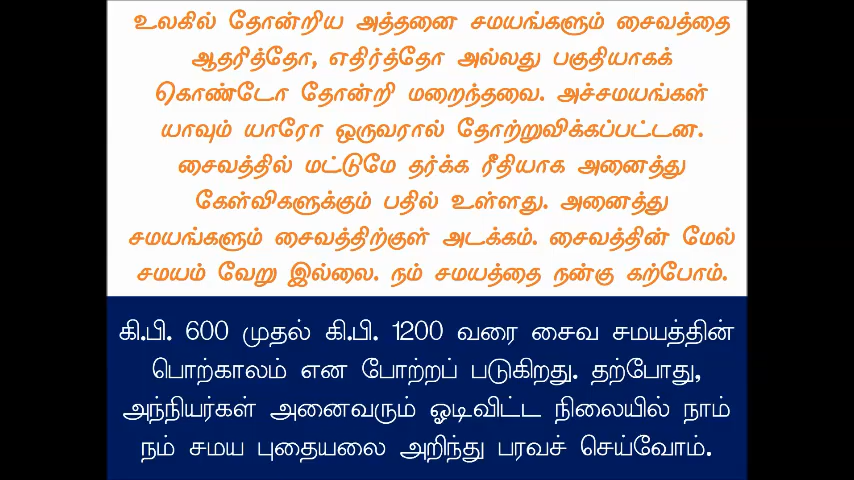 உலகில் தோன்றிய அத்தனை சமயங்களும் சைவத்தை
ஆதரித்தோ, எதிர்த்தோ அல்லது பகுதியாகக்
கொண்டோ தோன்றி மறைந்தவை. அச்சமயங்கள்
யாவும் யாரோ ஒருவரால் தோற்றுவிக்கப்பட்டன.
சைவத்தில் மட்டுமே தர்க்க ரீதியாக அனைத்து
கேள்விகளுக்கும் பதில் உள்ளது. அனைத்து
சமயங்களும் சைவத்திற்குள் அடக்கம். சைவத்தின் மேல்
சமயம் வேறு இல்லை. நம் சமயத்தை நன்கு கற்போம்.
கி.பி. 600 முதல் கி.பி. 1200 வரை சைவ சமயத்தின்
பொற்காலம் என போற்றப் படுகிறது. தற்போது,
அந்நியர்கள் அனைவரும் ஓடிவிட்ட நிலையில் நாம்
நம் சமய புதையலை அறிந்து பரவச் செய்வோம்.